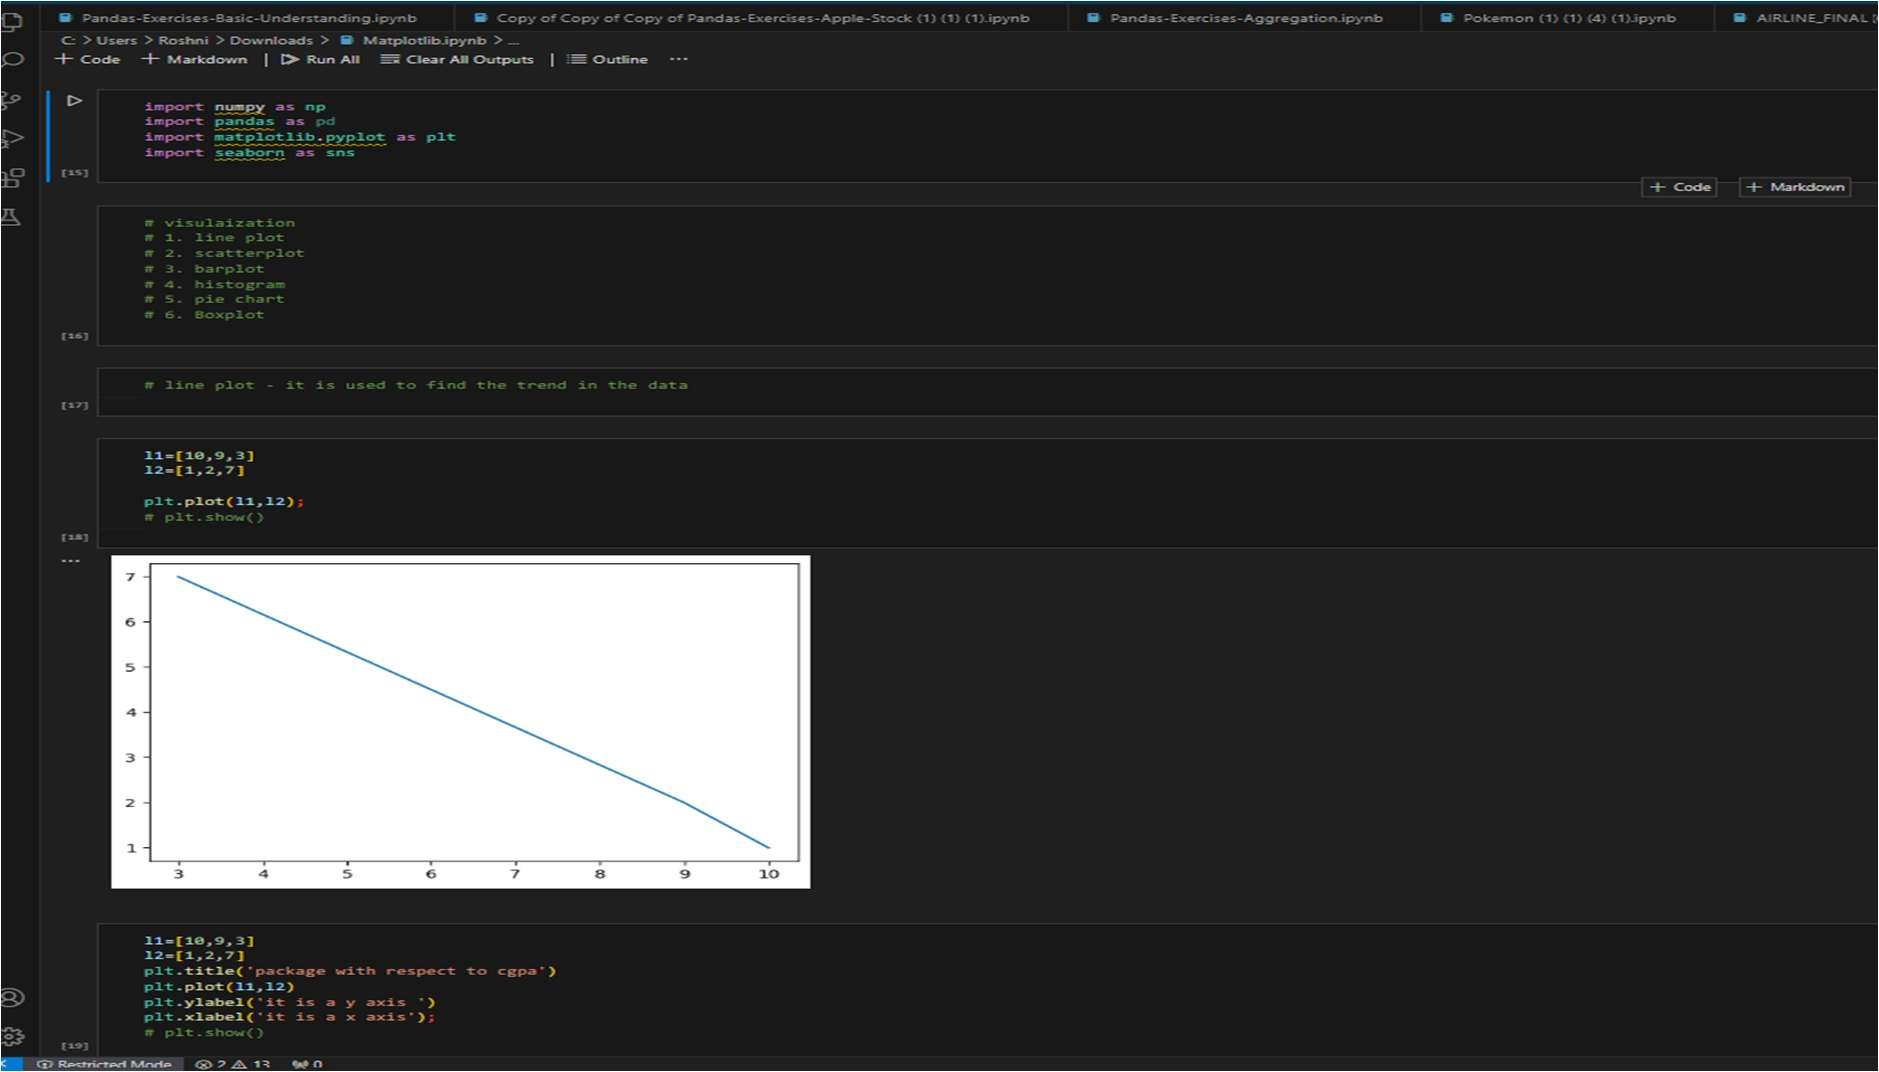 Pandas-Exercises-Basic-Understanding.ipynb Copy of Copy of Copy of Pandas-Exercises-Apple-Stock (1) (1) (1).ipynb Pandas-Exercises-Aggregation.ipynb Pokemon (1) (1) (4) (1).ipynb AIRLINE_FINAL
C: > Users > Roshni > Downloads > Matplotlib.ipynb > ...
+ Code + Markdown | Run All Clear All Outputs | Outline ...
import numpy as np
import pandas as pd
import matplotlib.pyplot as plt
import seaborn as sns
[15]
+ Code + Markdown
# visulaization
# 1. line plot
# 2. scatterplot
# 3. barplot
# 4. histogram
# 5. pie chart
# 6. Boxplot
[16]
# line plot - it is used to find the trend in the data
[17]
l1=[10,9,3]
l2=[1,2,7]
plt.plot(l1,l2);
# plt.show()
[18]
...
7
6
5
4
3
2
1
3 4 5 6 7 8 9 10
l1=[10,9,3]
l2=[1,2,7]
plt.title('package with respect to cgpa')
plt.plot(l1,l2)
plt.ylabel('it is a y axis ')
plt.xlabel('it is a x axis');
# plt.show()
[19]
Restricted Mode 2 13 0